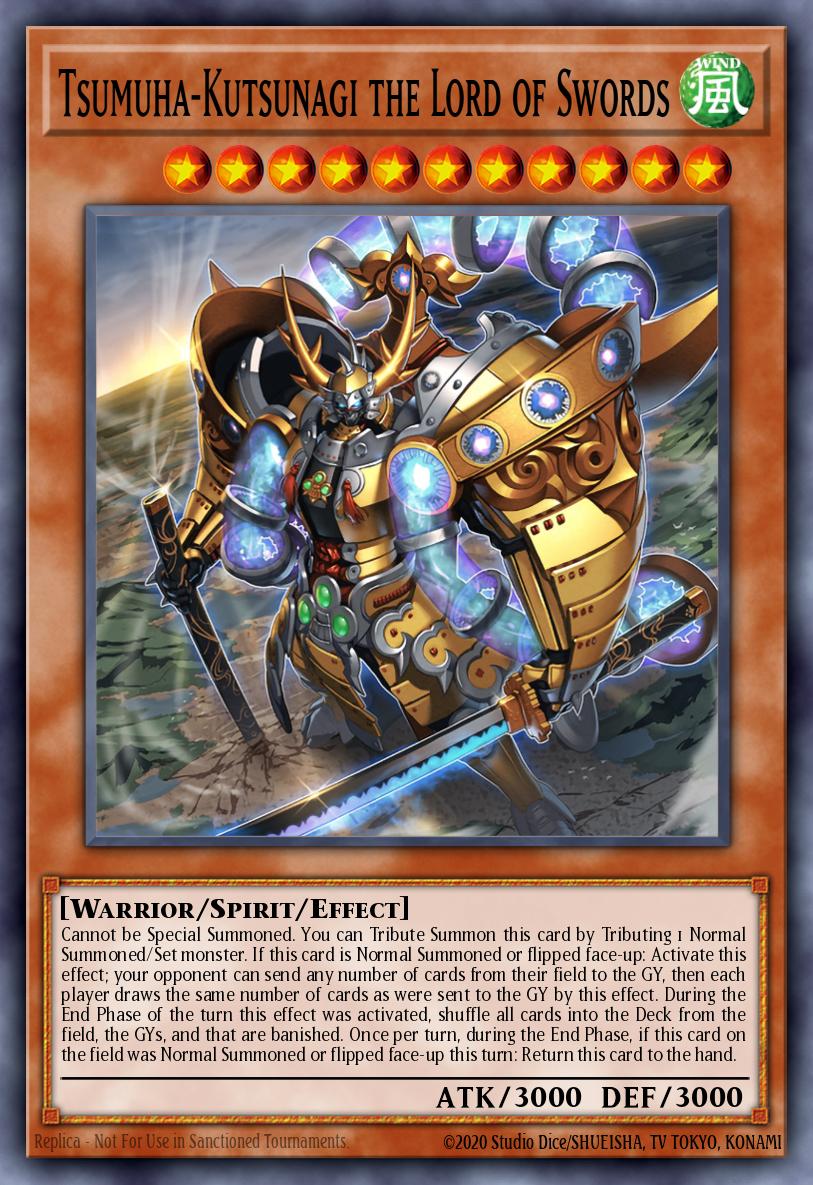 Tsumuha-Kutsunagi the Lord of Swords
WIND
風
[Warrior/Spirit/Effect]
Cannot be Special Summoned. You can Tribute Summon this card by Tributing 1 Normal
Summoned/Set monster. If this card is Normal Summoned or flipped face-up: Activate this
effect; your opponent can send any number of cards from their field to the GY, then each
player draws the same number of cards as were sent to the GY by this effect. During the
End Phase of the turn this effect was activated, shuffle all cards into the Deck from the
field, the GYs, and that are banished. Once per turn, during the End Phase, if this card on
the field was Normal Summoned or flipped face-up this turn: Return this card to the hand.
ATK/3000 DEF/3000
Replica - Not For Use in Sanctioned Tournaments.
©2020 Studio Dice/SHUEISHA, TV TOKYO, KONAMI